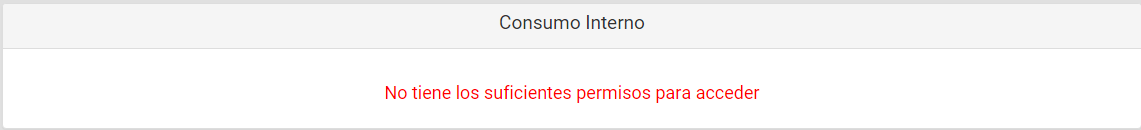 Consumo Interno
No tiene los suficientes permisos para acceder